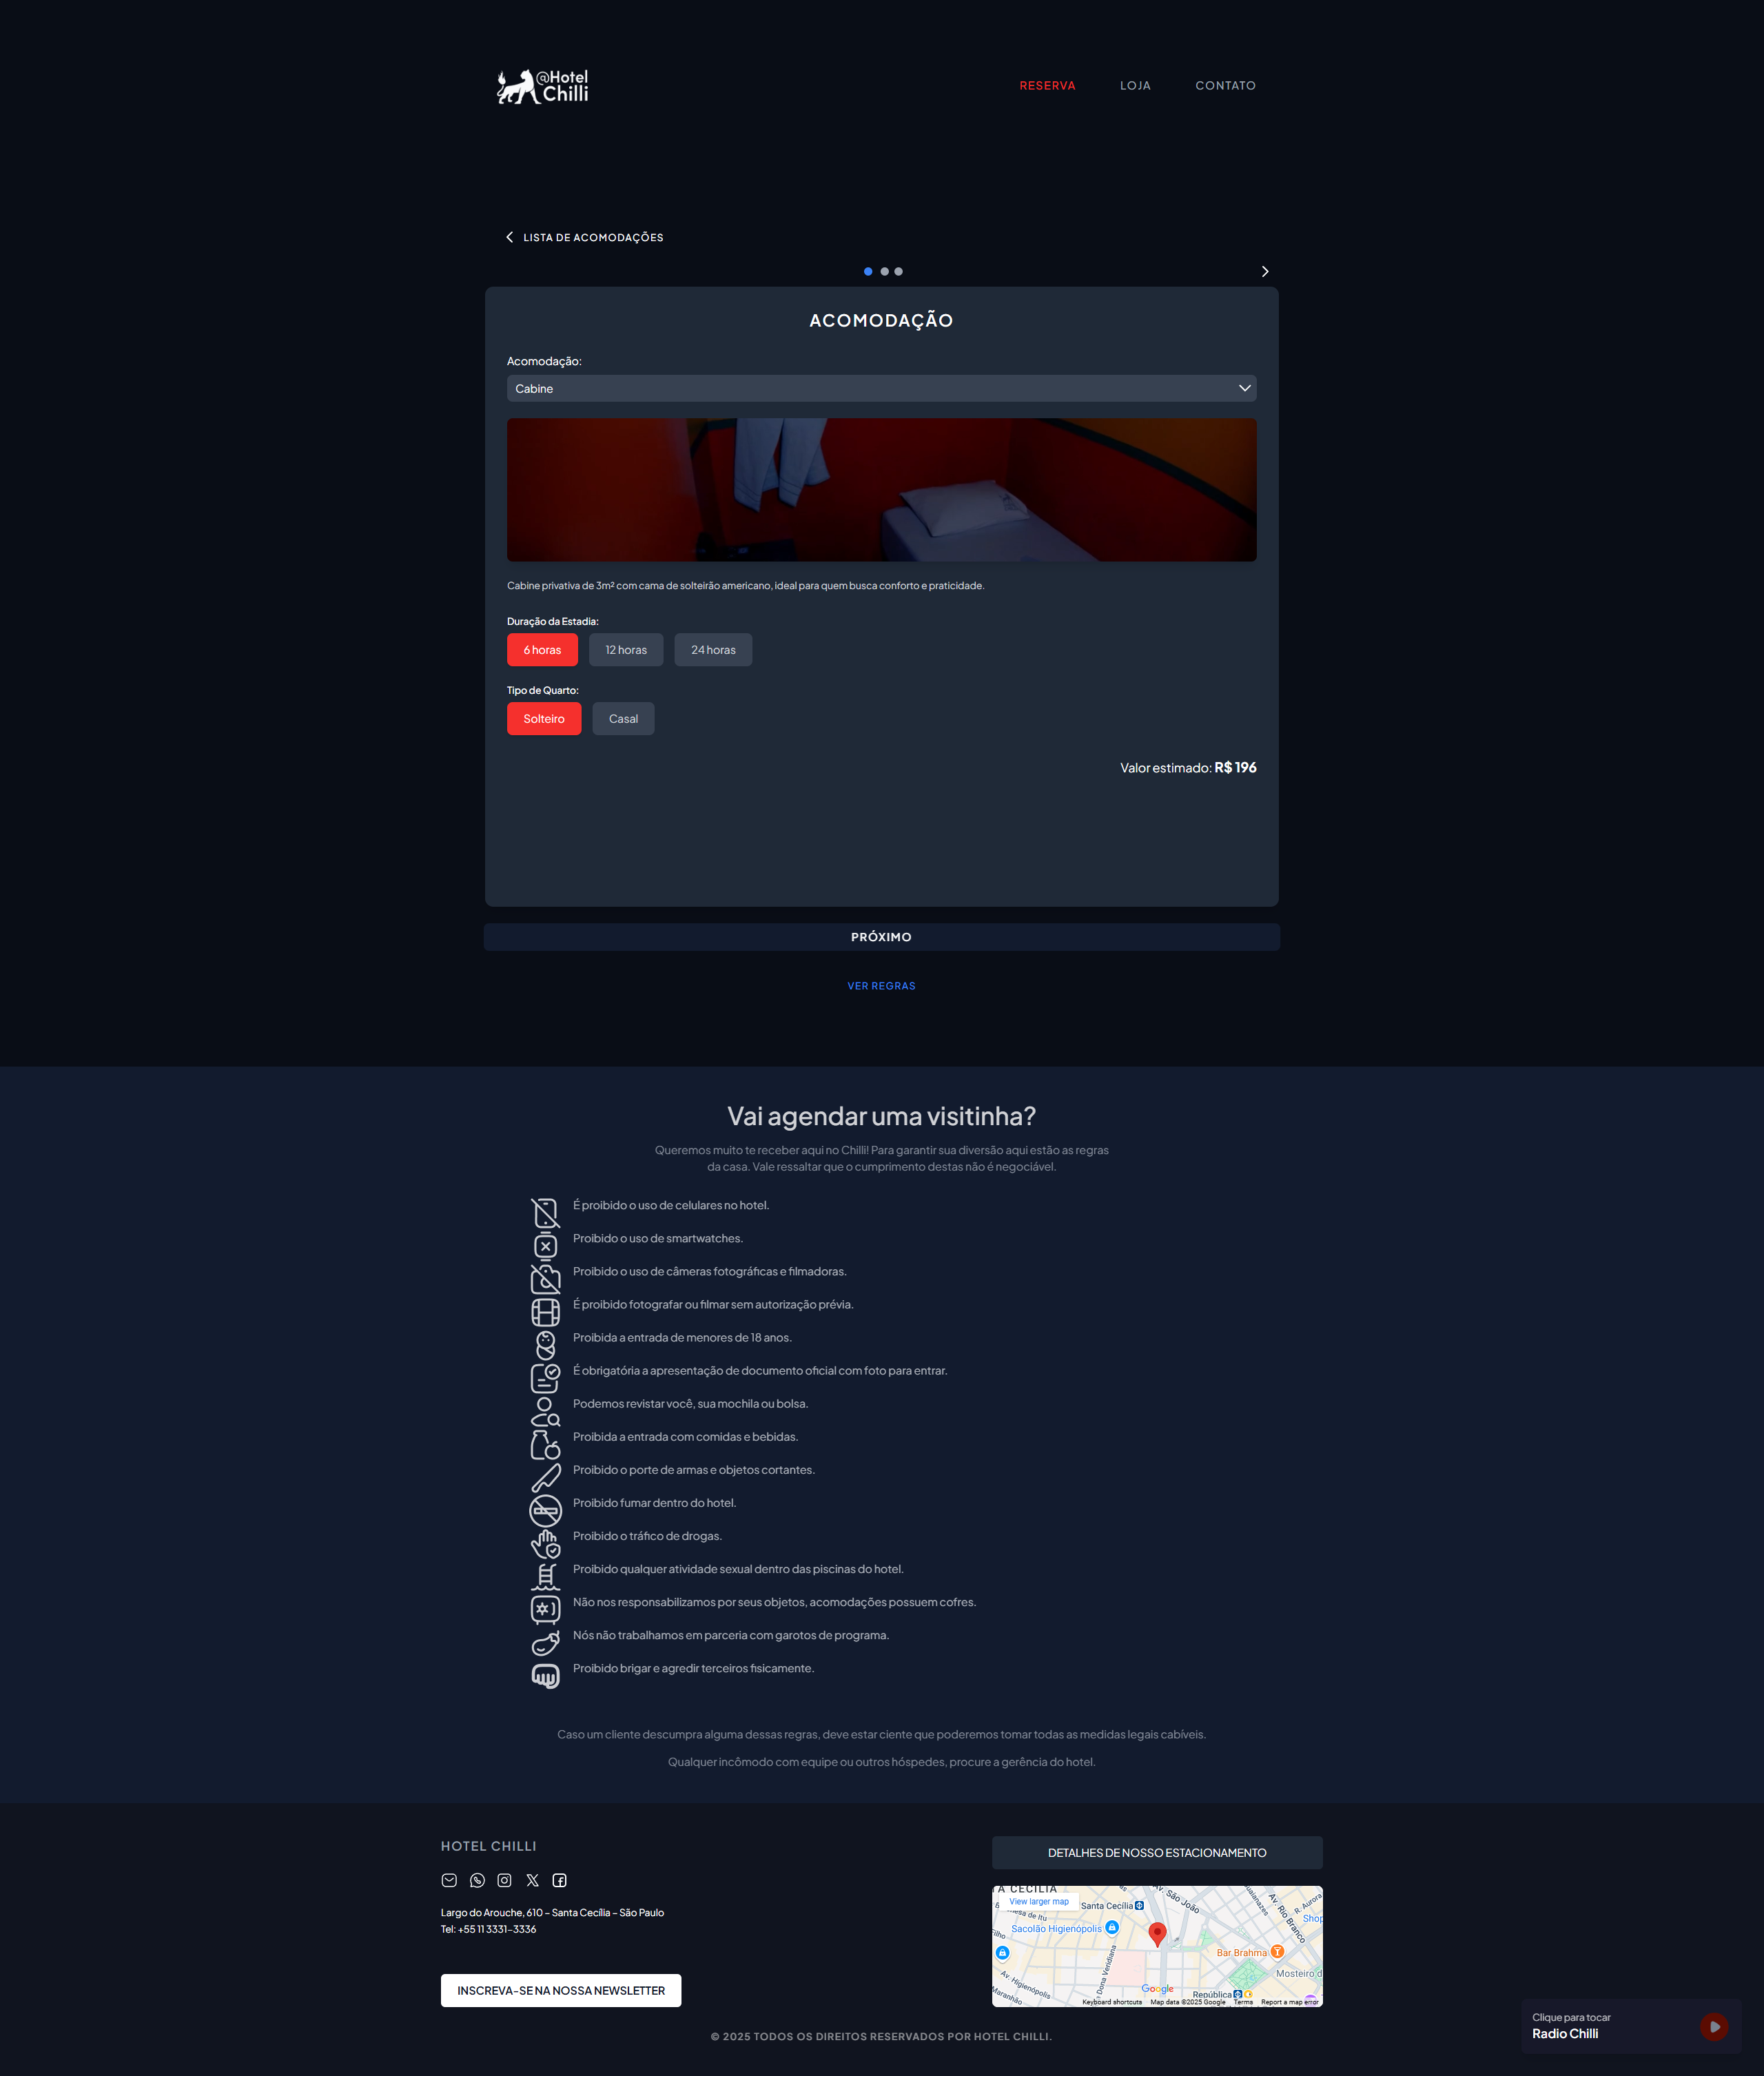 @Hotel
Chilli
RESERVA
LOJA
CONTATO
LISTA DE ACOMODAÇÕES
ACOMODAÇÃO
Acomodação:
Cabine
Cabine privativa de 3m² com cama de solteirão americano, ideal para quem busca conforto e praticidade.
Duração da Estadia:
6 horas
12 horas
24 horas
Tipo de Quarto:
Solteiro
Casal
Valor estimado: R$ 196
PRÓXIMO
VER REGRAS
Vai agendar uma visitinha?
Queremos muito te receber aqui no Chilli! Para garantir sua diversão aqui estão as regras
da casa. Vale ressaltar que o cumprimento destas não é negociável.
É proibido o uso de celulares no hotel.
Proibido o uso de smartwatches.
Proibido o uso de câmeras fotográficas e filmadoras.
É proibido fotografar ou filmar sem autorização prévia.
Proibida a entrada de menores de 18 anos.
É obrigatória a apresentação de documento oficial com foto para entrar.
Podemos revistar você, sua mochila ou bolsa.
Proibida a entrada com comidas e bebidas.
Proibido o porte de armas e objetos cortantes.
Proibido fumar dentro do hotel.
Proibido o tráfico de drogas.
Proibido qualquer atividade sexual dentro das piscinas do hotel.
Não nos responsabilizamos por seus objetos, acomodações possuem cofres.
Nós não trabalhamos em parceria com garotos de programa.
Proibido brigar e agredir terceiros fisicamente.
Caso um cliente descumpra alguma dessas regras, deve estar ciente que poderemos tomar todas as medidas legais cabíveis.
Qualquer incômodo com equipe ou outros hóspedes, procure a gerência do hotel.
HOTEL CHILLI
Largo do Arouche, 610 – Santa Cecília – São Paulo
Tel: +55 11 3331-3336
INSCREVA-SE NA NOSSA NEWSLETTER
DETALHES DE NOSSO ESTACIONAMENTO
A CECILIA
View larger map
esa de Itu
Santa Cecília
Av. São João
Guaianazes
Av. Rio Branco
R. Aurora
Shop
Sacolão Higienópolis
ilho
Dona Veridiana
Bar Brahma
Mosteiro d
Av. Higienópolis
Maranhão
Google
República
Keyboard shortcuts
Map data ©2025 Google
Terms
Report a map error
© 2025 TODOS OS DIREITOS RESERVADOS POR HOTEL CHILLI.
Clique para tocar
Radio Chilli